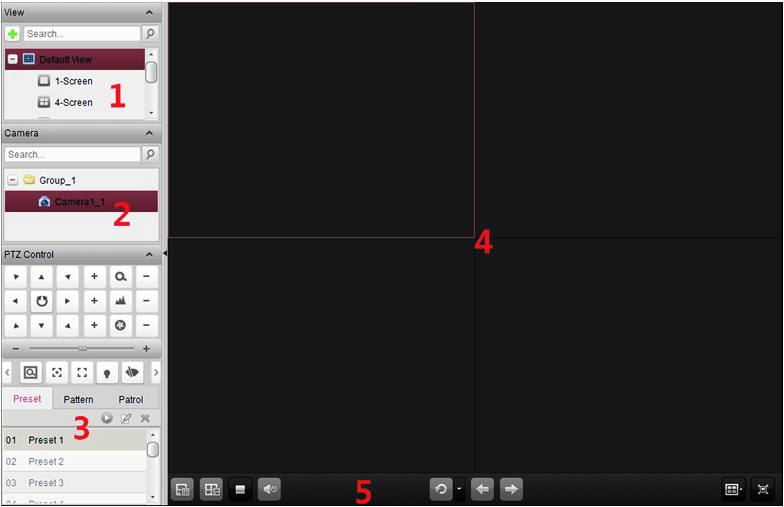 View
Search...
Default View
1-Screen
4-Screen
1
Camera
Search...
Group_1
Camera1_1
2
PTZ Control
Preset Pattern Patrol
3
01 Preset 1
02 Preset 2
03 Preset 3
4
5